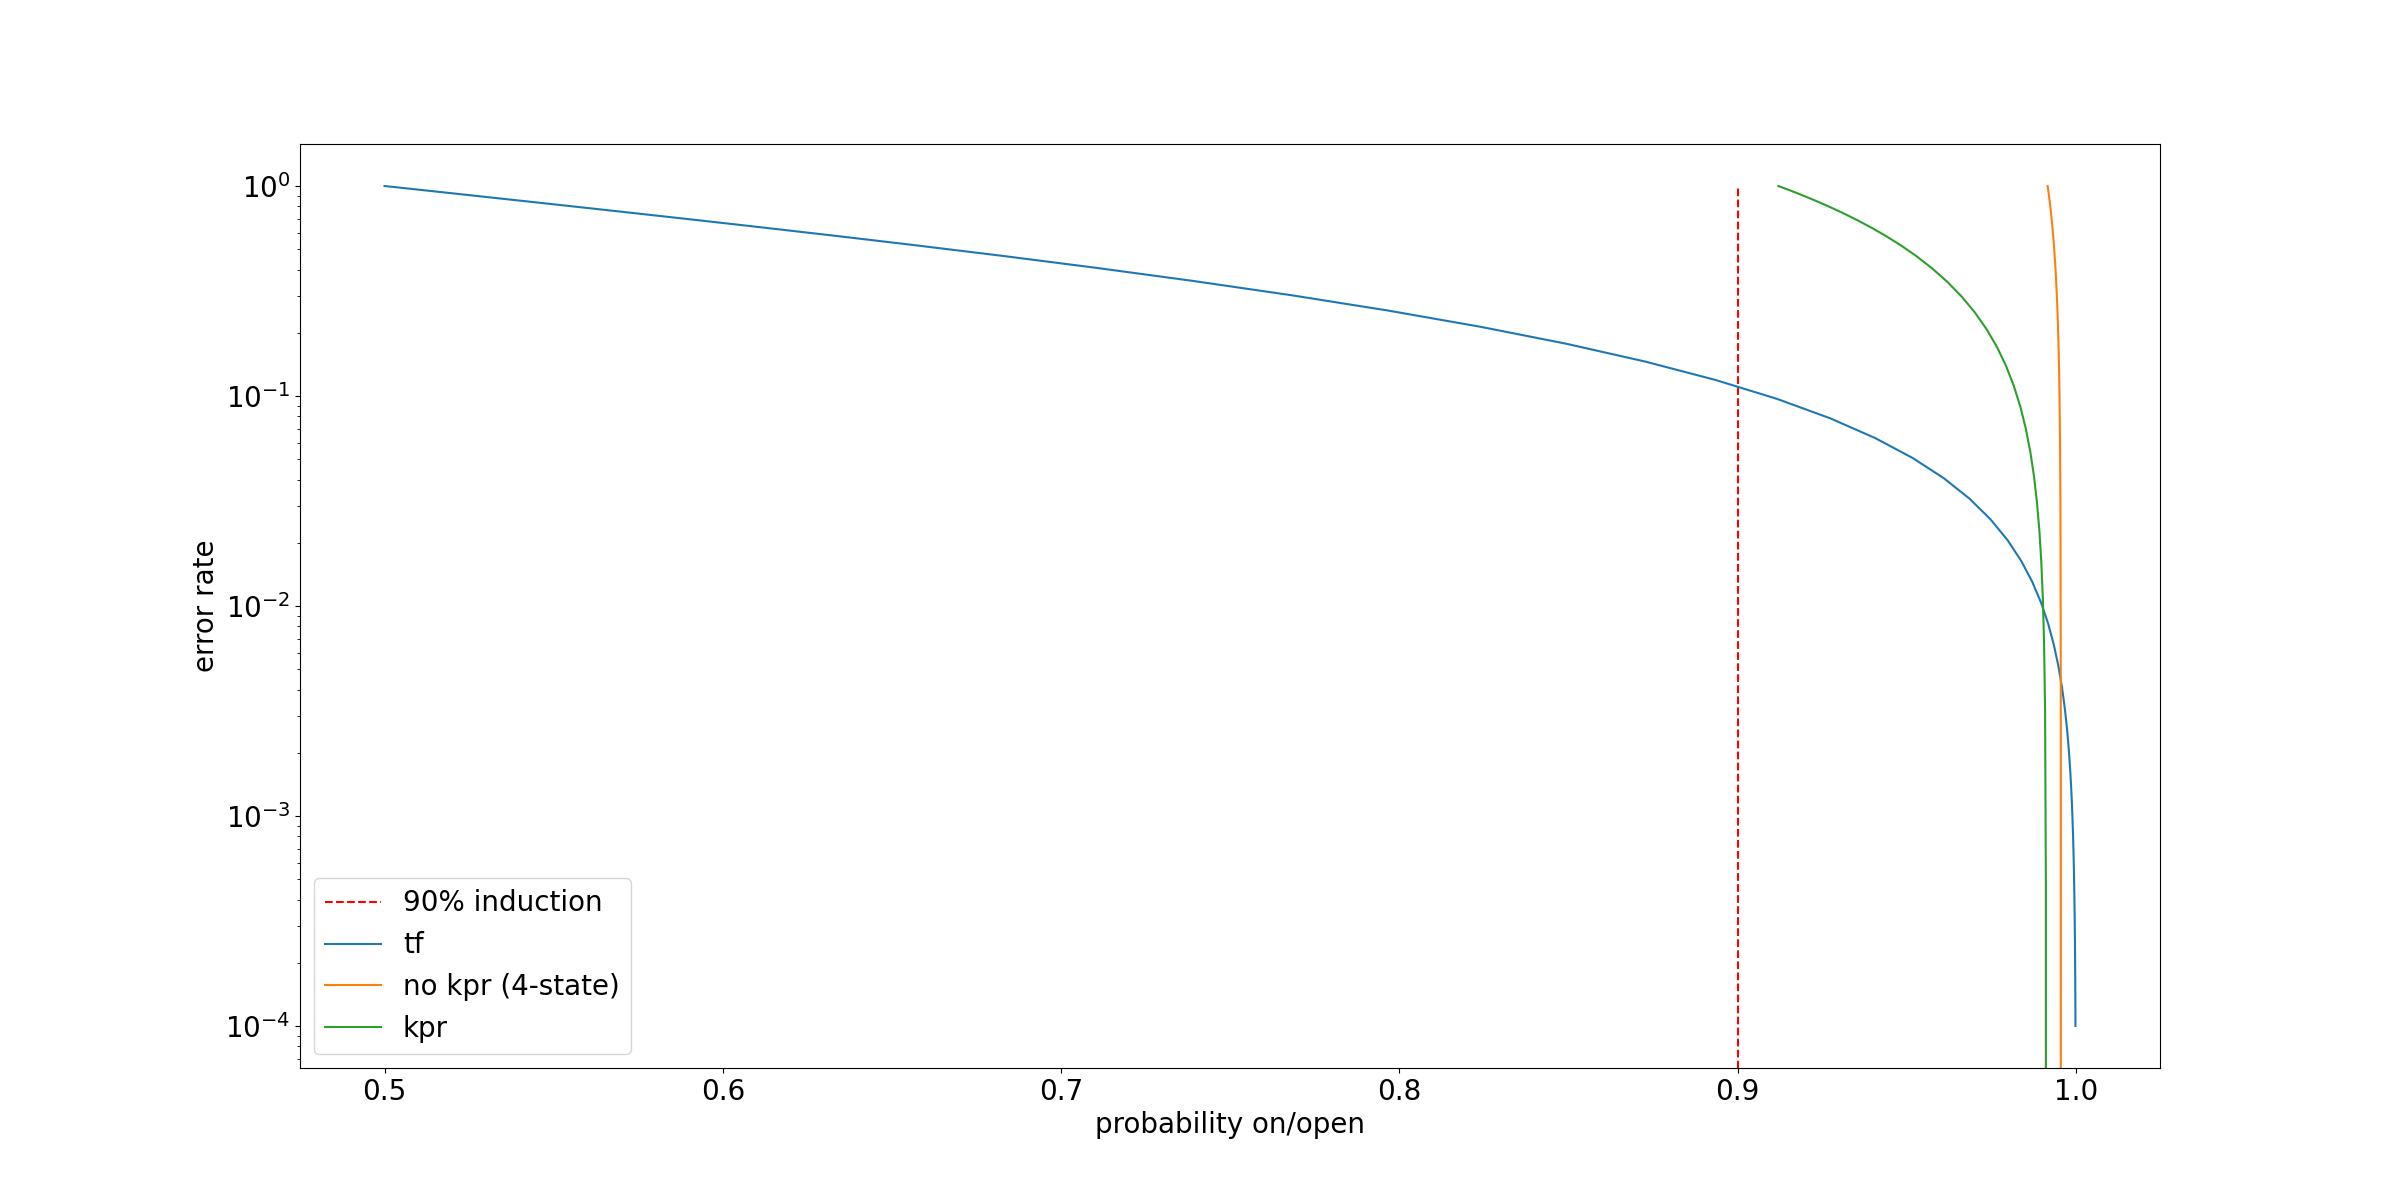 10⁰
10⁻¹
10⁻²
10⁻³
10⁻⁴
error rate
90% induction
tf
no kpr (4-state)
kpr
0.5 0.6 0.7 0.8 0.9 1.0
probability on/open